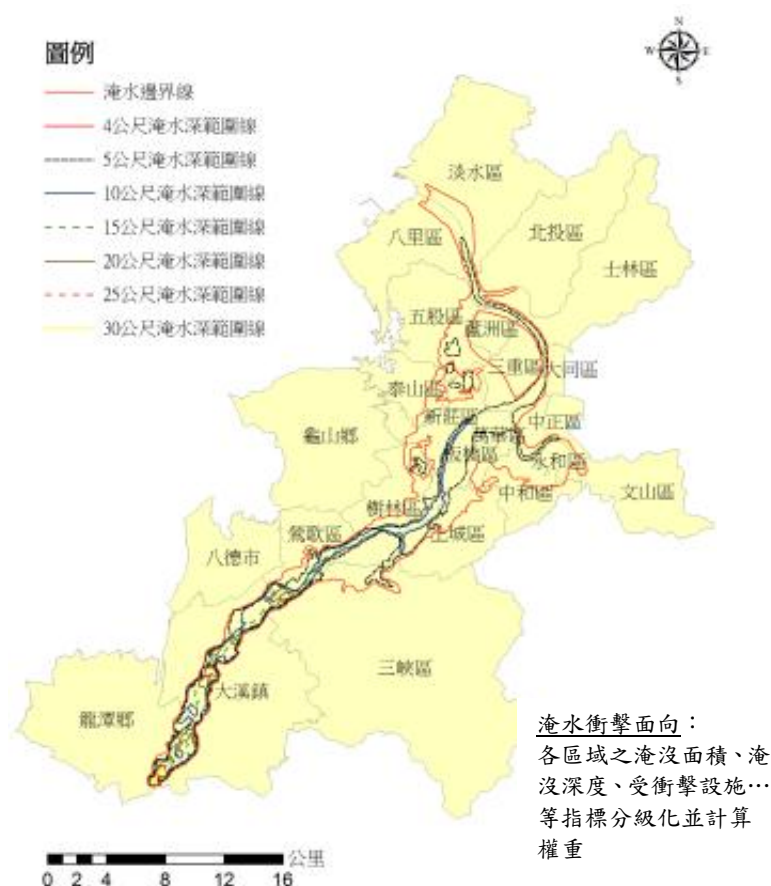 N
W E
S
圖例
淹水邊界線
4公尺淹水深範圍線
5公尺淹水深範圍線
10公尺淹水深範圍線
15公尺淹水深範圍線
20公尺淹水深範圍線
25公尺淹水深範圍線
30公尺淹水深範圍線
淡水區
八里區
北投區
士林區
五股區
蘆洲區
三重區
大同區
泰山區
新莊區
中正區
龜山鄉
萬華區
板橋區
永和區
中和區
文山區
樹林區
鶯歌區
土城區
八德市
三峽區
大溪鎮
龍潭鄉
淹水衝擊面向：
各區域之淹沒面積、淹
沒深度、受衝擊設施…
等指標分級化並計算
權重
公里
0 2 4 8 12 16